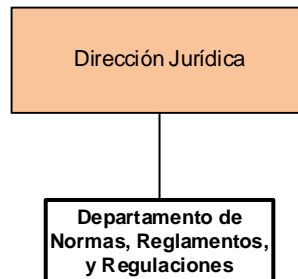 Dirección Jurídica
Departamento de
Normas, Reglamentos,
y Regulaciones